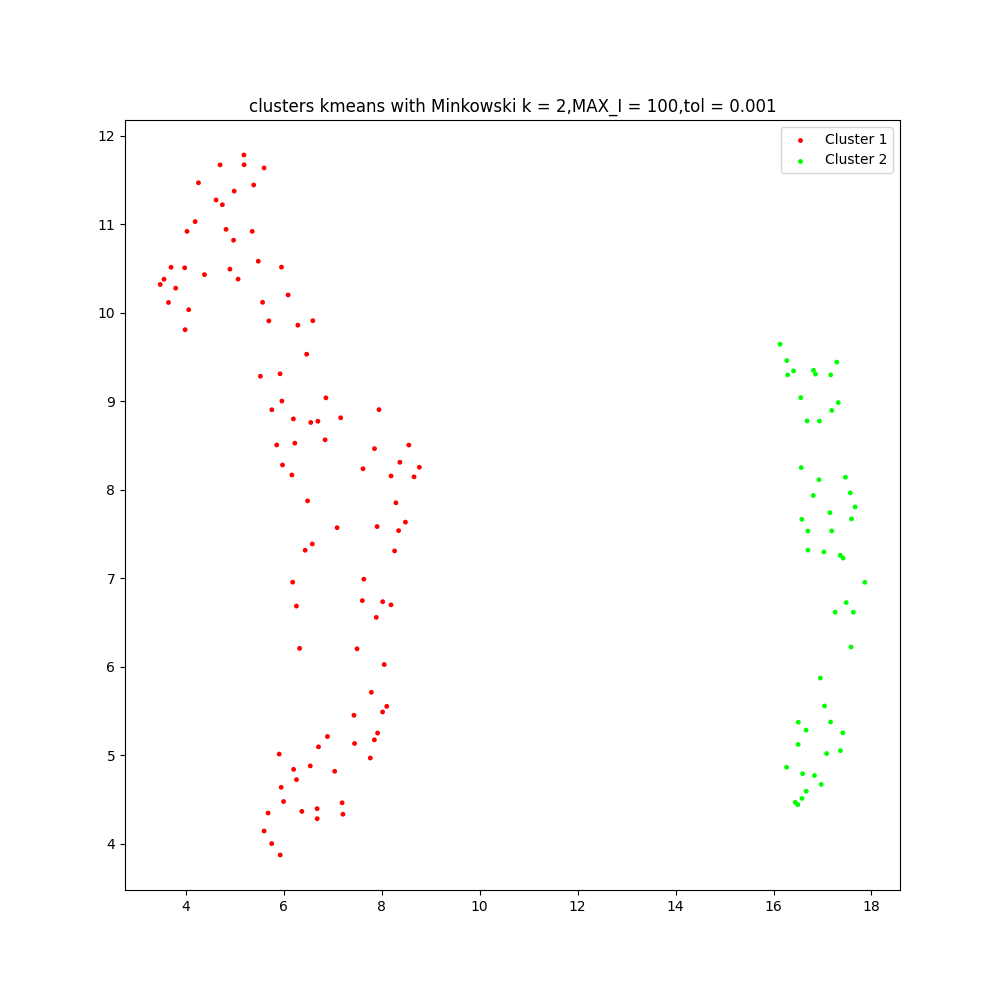 clusters kmeans with Minkowski k = 2,MAX_I = 100,tol = 0.001
Cluster 1
Cluster 2
12
11
10
9
8
7
6
5
4
4 6 8 10 12 14 16 18